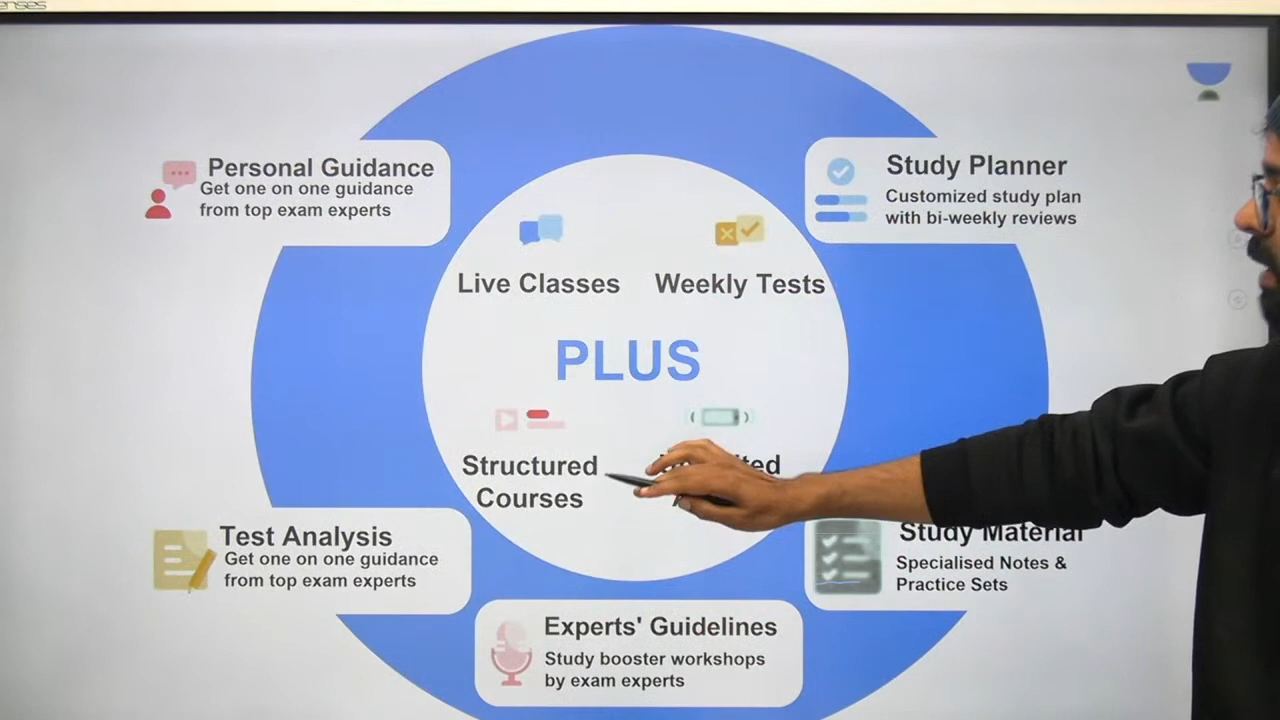 enses
Personal Guidance
Get one on one guidance
from top exam experts
Study Planner
Customized study plan
with bi-weekly reviews
Live Classes
Weekly Tests
PLUS
Structured
Courses
Test Analysis
Get one on one guidance
from top exam experts
Study Material
Specialised Notes &
Practice Sets
Experts' Guidelines
Study booster workshops
by exam experts